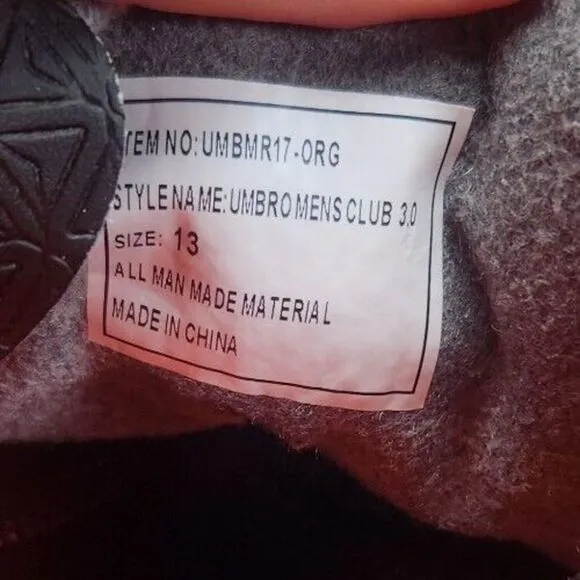 TEM NO: UMBMR17-ORG
STYLE NAME: UMBRO MENS CLUB 3.0
SIZE: 13
ALL MAN MADE MATERIAL
MADE IN CHINA